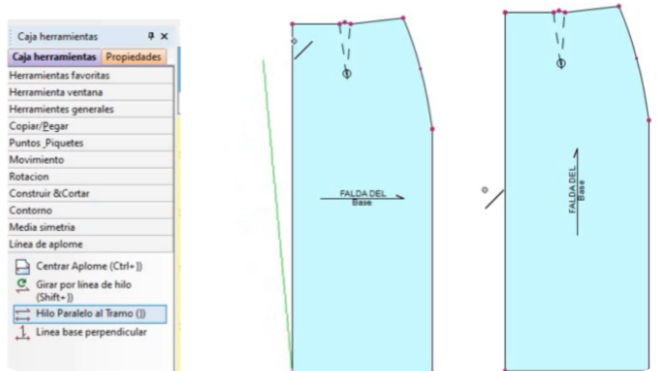 Caja herramientas
Caja herramientas Propiedades
Herramientas favoritas
Herramienta ventana
Herramientes generales
Copiar/Pegar
Puntos_Piquetes
Movimiento
Rotacion
Construir &Cortar
Contorno
Media simetria
Línea de aplome
Centrar Aplome (Ctrl+])
Girar por línea de hilo
(Shift+])
Hilo Paralelo al Tramo (])
Linea base perpendicular
FALDA DEL
Base
FALDA DEL
Base